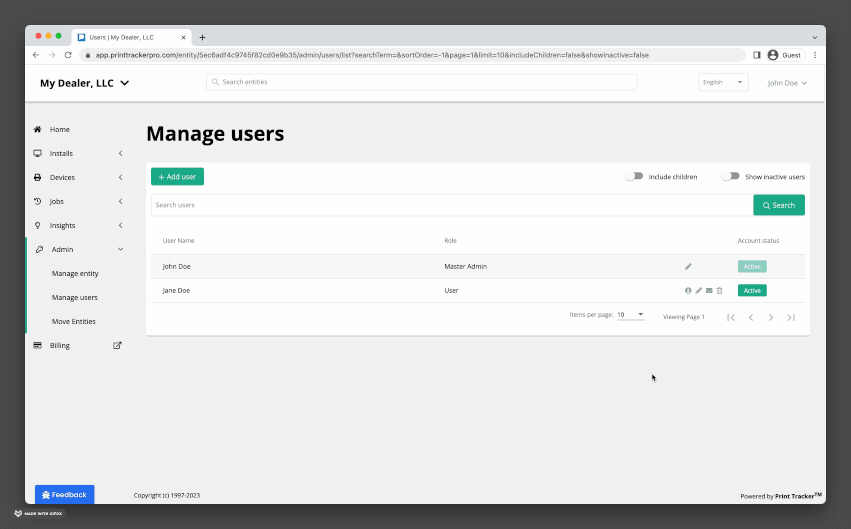 Users | My Dealer, LLC
app.printtrackerpro.com/entity/5ec6adf4c9745f82cd0e9b35/admin/users/list?searchTerm=&sortOrder=-1&page=1&limit=10&includeChildren=false&showInactive=false
Guest
My Dealer, LLC
Search entities
English
John Doe
Home
Installs
Devices
Jobs
Insights
Admin
Manage entity
Manage users
Move Entities
Billing
Manage users
+ Add user
Include children
Show inactive users
Search users
Search
User Name
Role
Account status
John Doe
Master Admin
Active
Jane Doe
User
Active
Items per page: 10
Viewing Page 1
Feedback
Copyright (c) 1997-2023
Powered by Print Tracker™
MADE WITH GIFOX